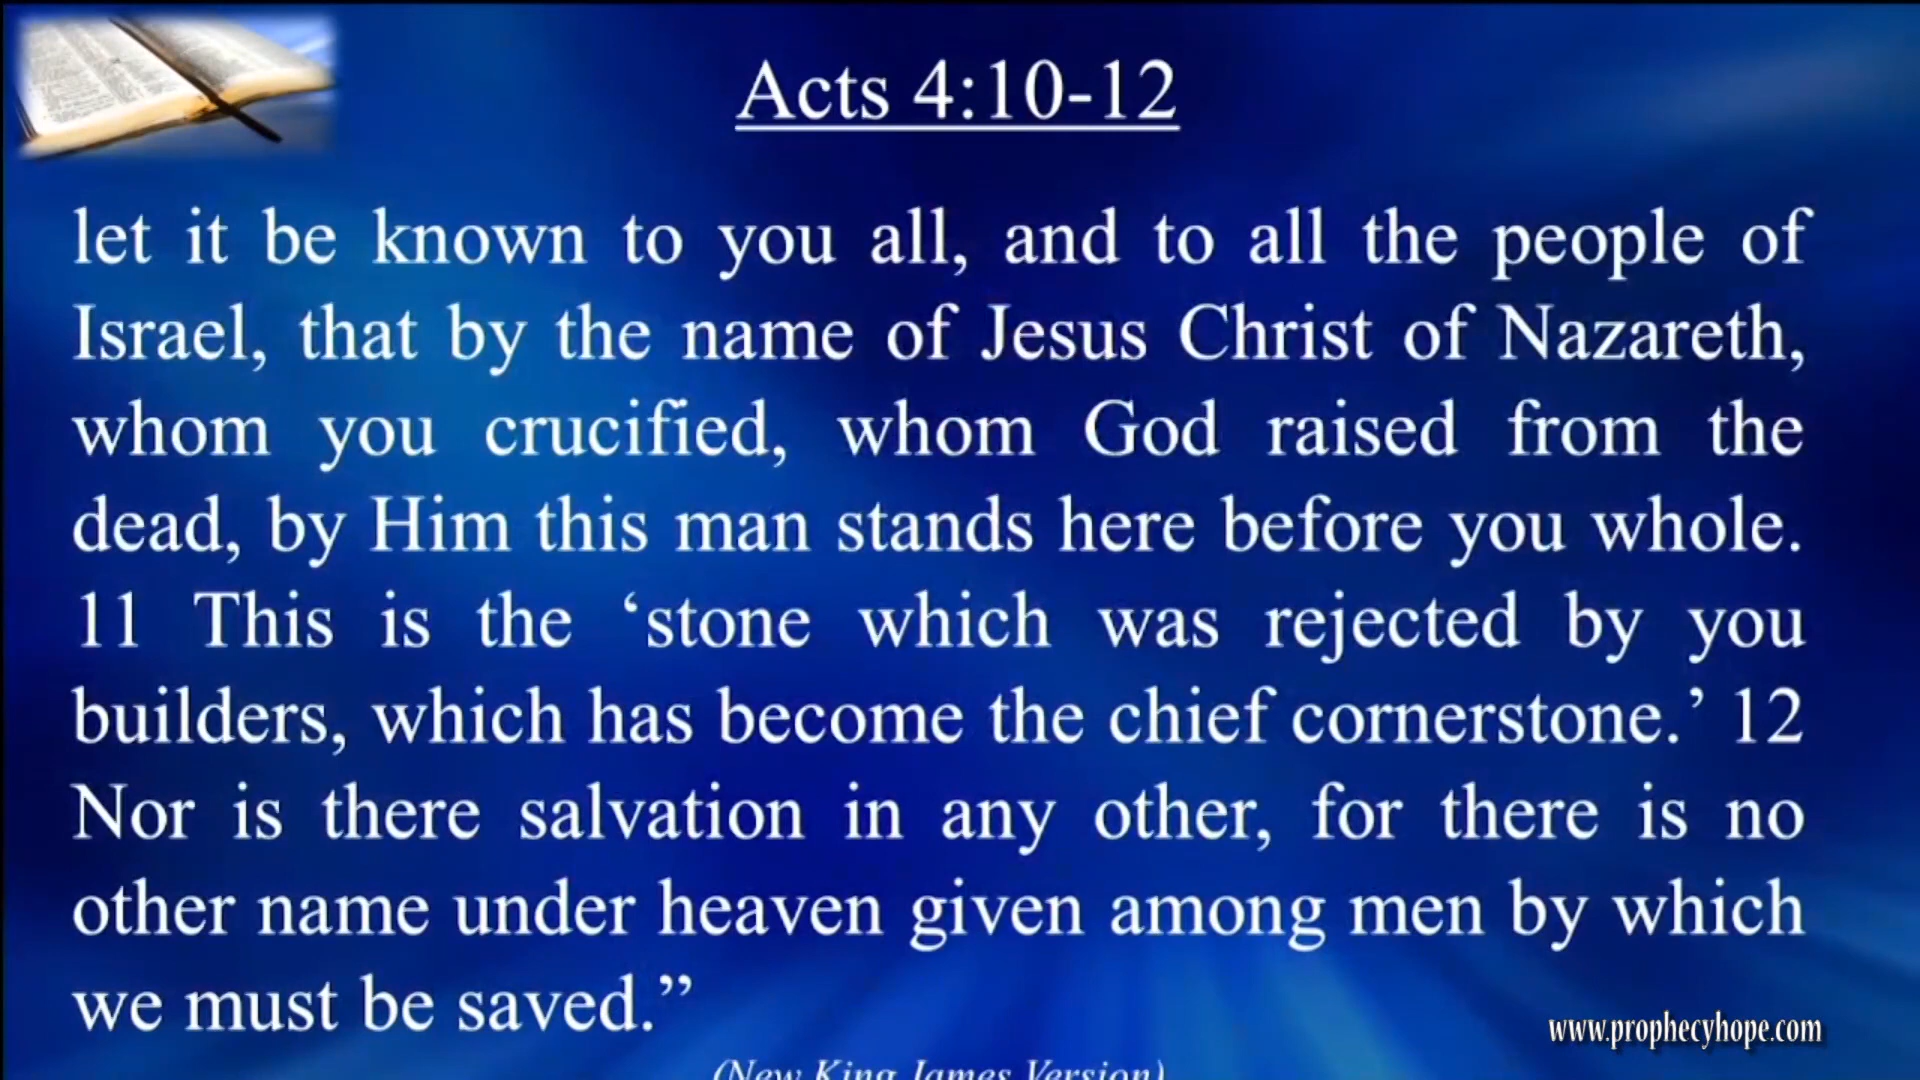 Acts 4:10-12
let it be known to you all, and to all the people of
Israel, that by the name of Jesus Christ of Nazareth,
whom you crucified, whom God raised from the
dead, by Him this man stands here before you whole.
11 This is the ‘stone which was rejected by you
builders, which has become the chief cornerstone.’ 12
Nor is there salvation in any other, for there is no
other name under heaven given among men by which
we must be saved.”
www.prophecyhope.com
(New King James Version)